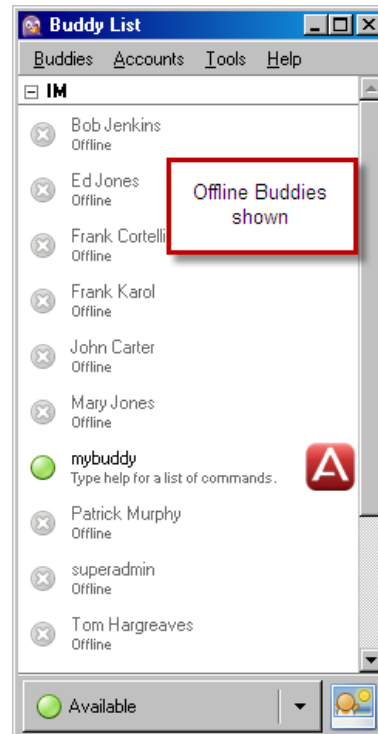 Buddy List
Buddies Accounts Tools Help
IM
Bob Jenkins
Offline
Ed Jones
Offline
Offline Buddies
shown
Frank Cortelli
Offline
Frank Karol
Offline
John Carter
Offline
Mary Jones
Offline
mybuddy
Type help for a list of commands.
A
Patrick Murphy
Offline
superadmin
Offline
Tom Hargreaves
Offline
Available